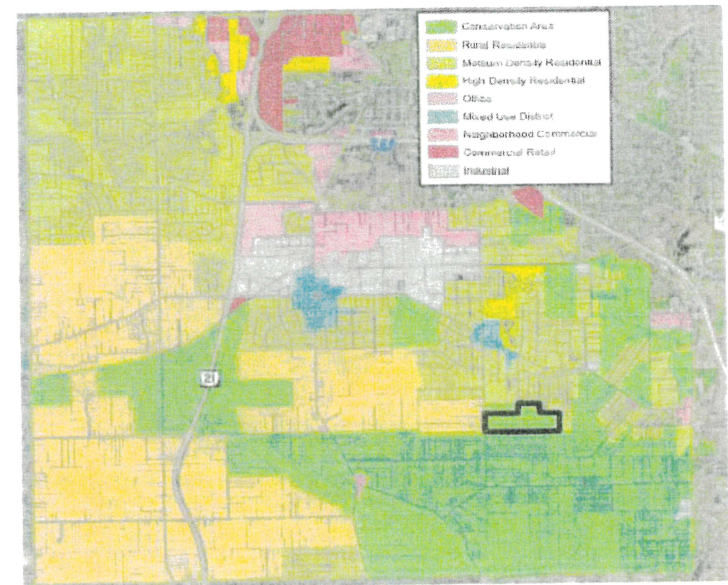 Conservation Area
Rural Residential
Medium Density Residential
High Density Residential
Office
Mixed Use District
Neighborhood Commercial
Commercial Retail
Industrial
21